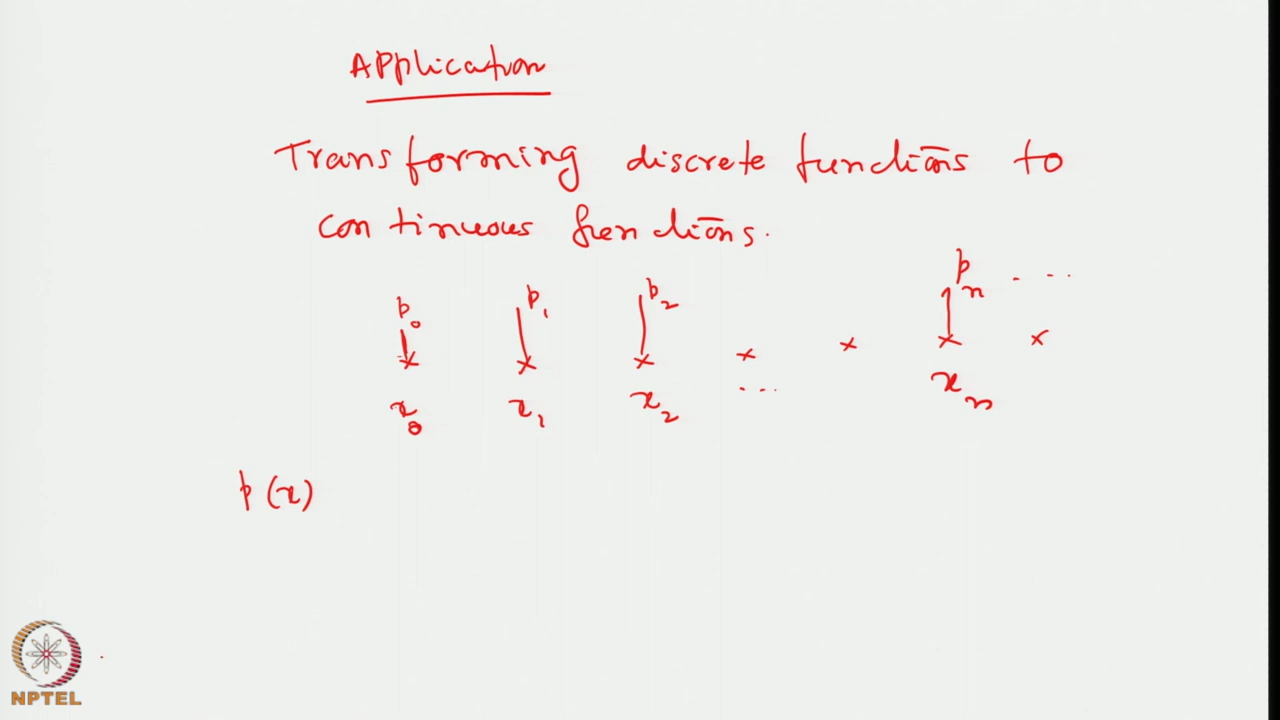 Application
Transforming discrete functions to
continuous functions.
p₀ p₁ p₂ pₙ ....
x₀ x₁ x₂ ... xₙ
p(x)
NPTEL